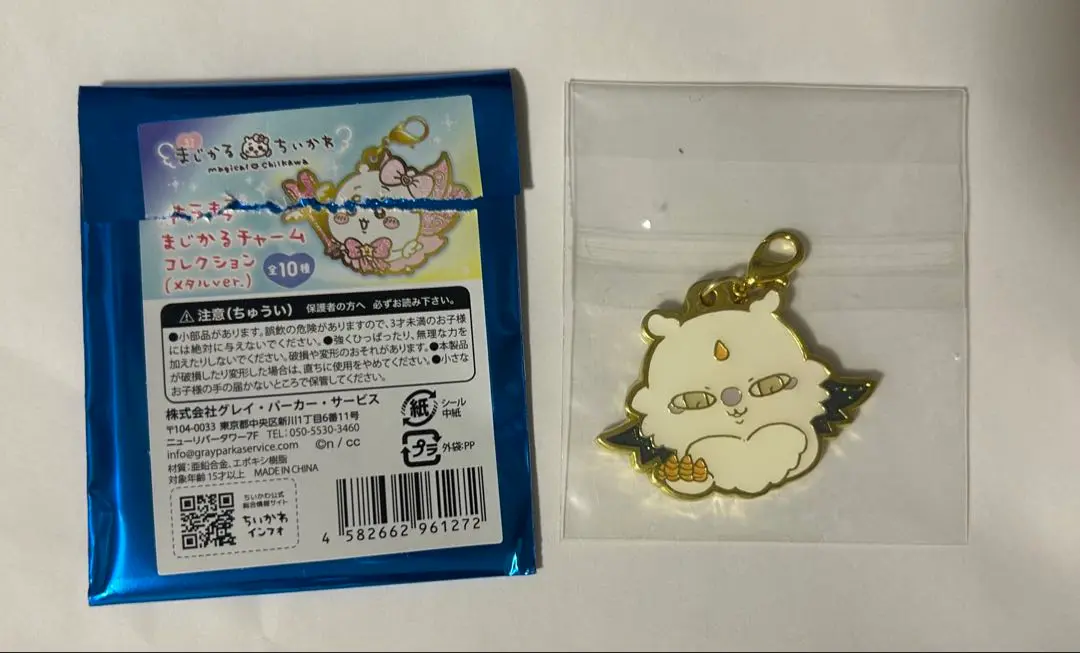 まじかる ちいかわ
magical chiikawa
まじかるチャーム
コレクション
(メタルver.)
全10種
注意(ちゅうい) 保護者の方へ 必ずお読み下さい。
●小部品があります。誤飲の危険がありますので、3才未満のお子様
には絶対に与えないでください。●強くひっぱったり、無理な力を
加えたりしないでください。破損や変形のおそれがあります。●本製品
が破損したり変形した場合は、直ちに使用をやめてください。●小さな
お子様の手の届かないところで保管してください。
株式会社グレイ・パーカー・サービス
〒104-0033 東京都中央区新川1丁目6番11号
ニューリバータワー7F TEL:050-5530-3460
info@grayparkaservice.com ©n / cc
材質:亜鉛合金、エポキシ樹脂
対象年齢 15才以上 MADE IN CHINA
紙
シール
中紙
プラ
外袋:PP
ちいかわ公式
総合情報サイト
ちいかわ
インフォ
4 582662 961272